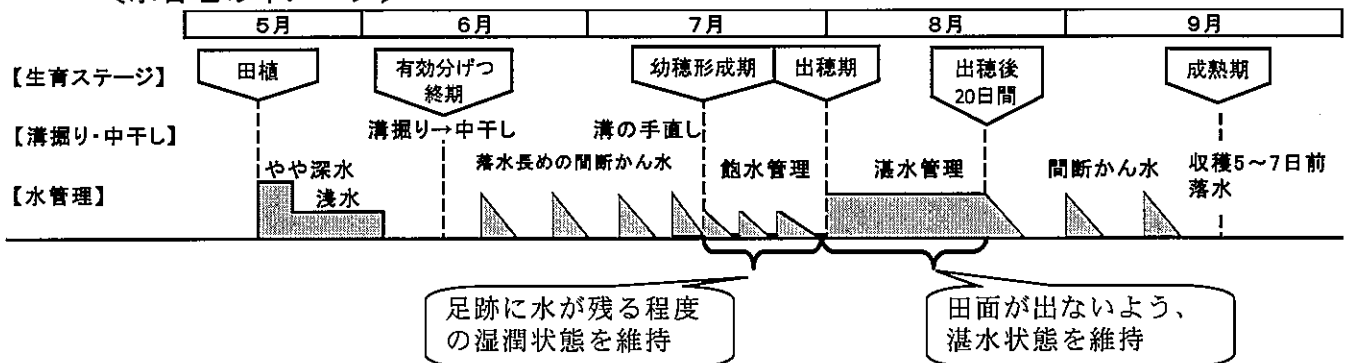 5月 6月 7月 8月 9月
【生育ステージ】
田植
有効分げつ
終期
幼穂形成期
出穂期
出穂後
20日間
成熟期
【溝掘り・中干し】
溝掘り→中干し
溝の手直し
【水管理】
やや深水
浅水
落水長めの間断かん水
飽水管理
湛水管理
間断かん水
収穫5～7日前
落水
足跡に水が残る程度
の湿潤状態を維持
田面が出ないよう、
湛水状態を維持